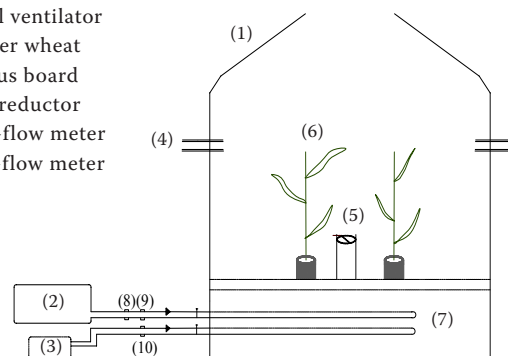 l ventilator
er wheat
us board
reductor
-flow meter
-flow meter
(1)
(4)
(6)
(5)
(2)
(8)(9)
(7)
(3)
(10)